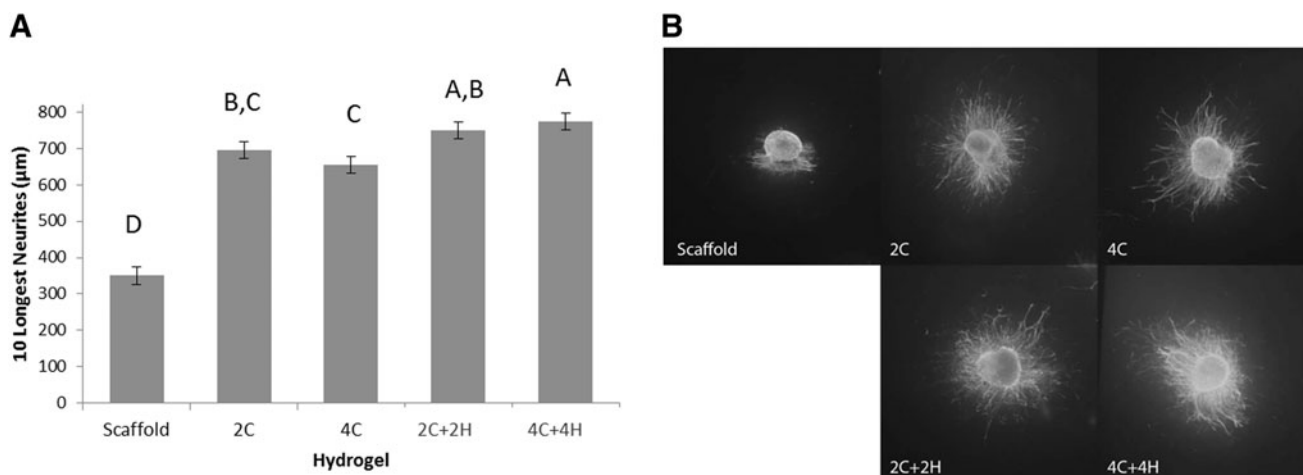 A
10 Longest Neurites (µm)
800
700
600
500
400
300
200
100
0
D
B,C
C
A,B
A
Scaffold
2C
4C
2C+2H
4C+4H
Hydrogel
B
Scaffold
2C
4C
2C+2H
4C+4H